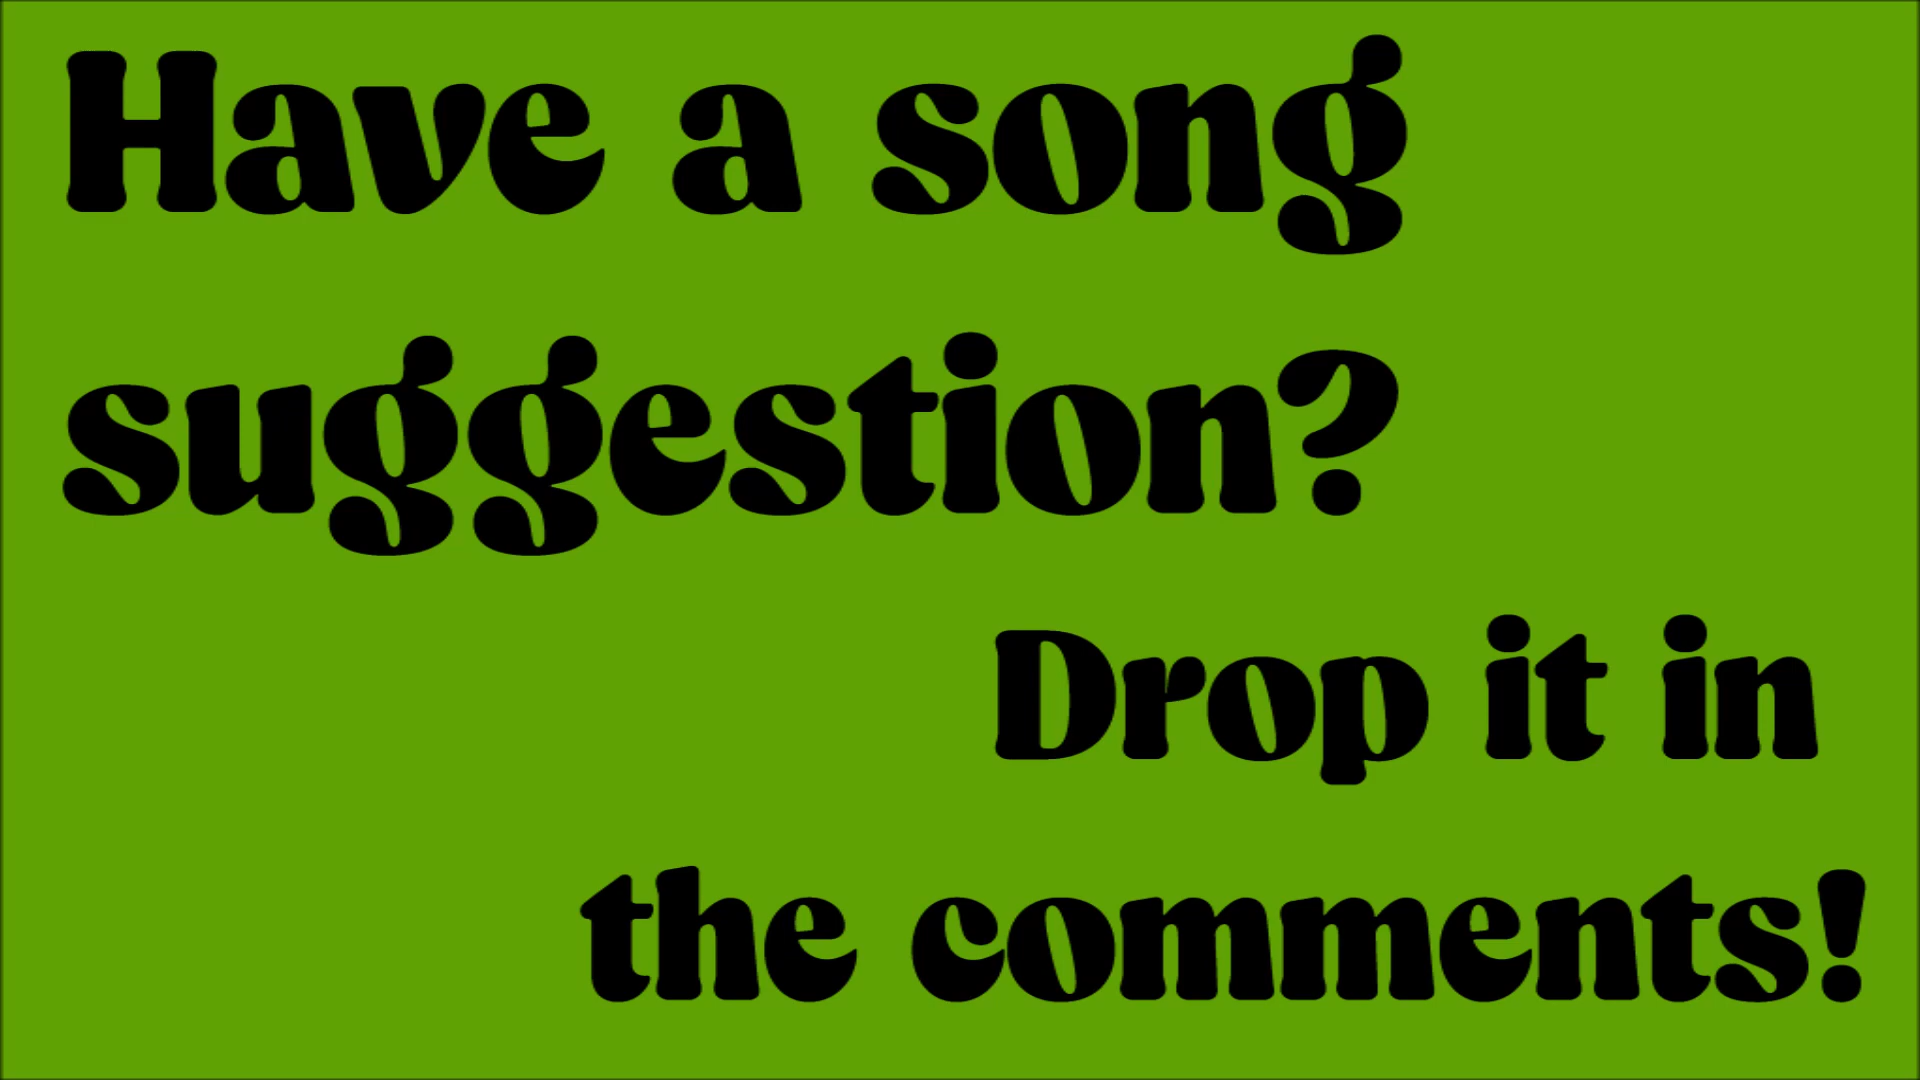 Have a song
suggestion?
Drop it in
the comments!